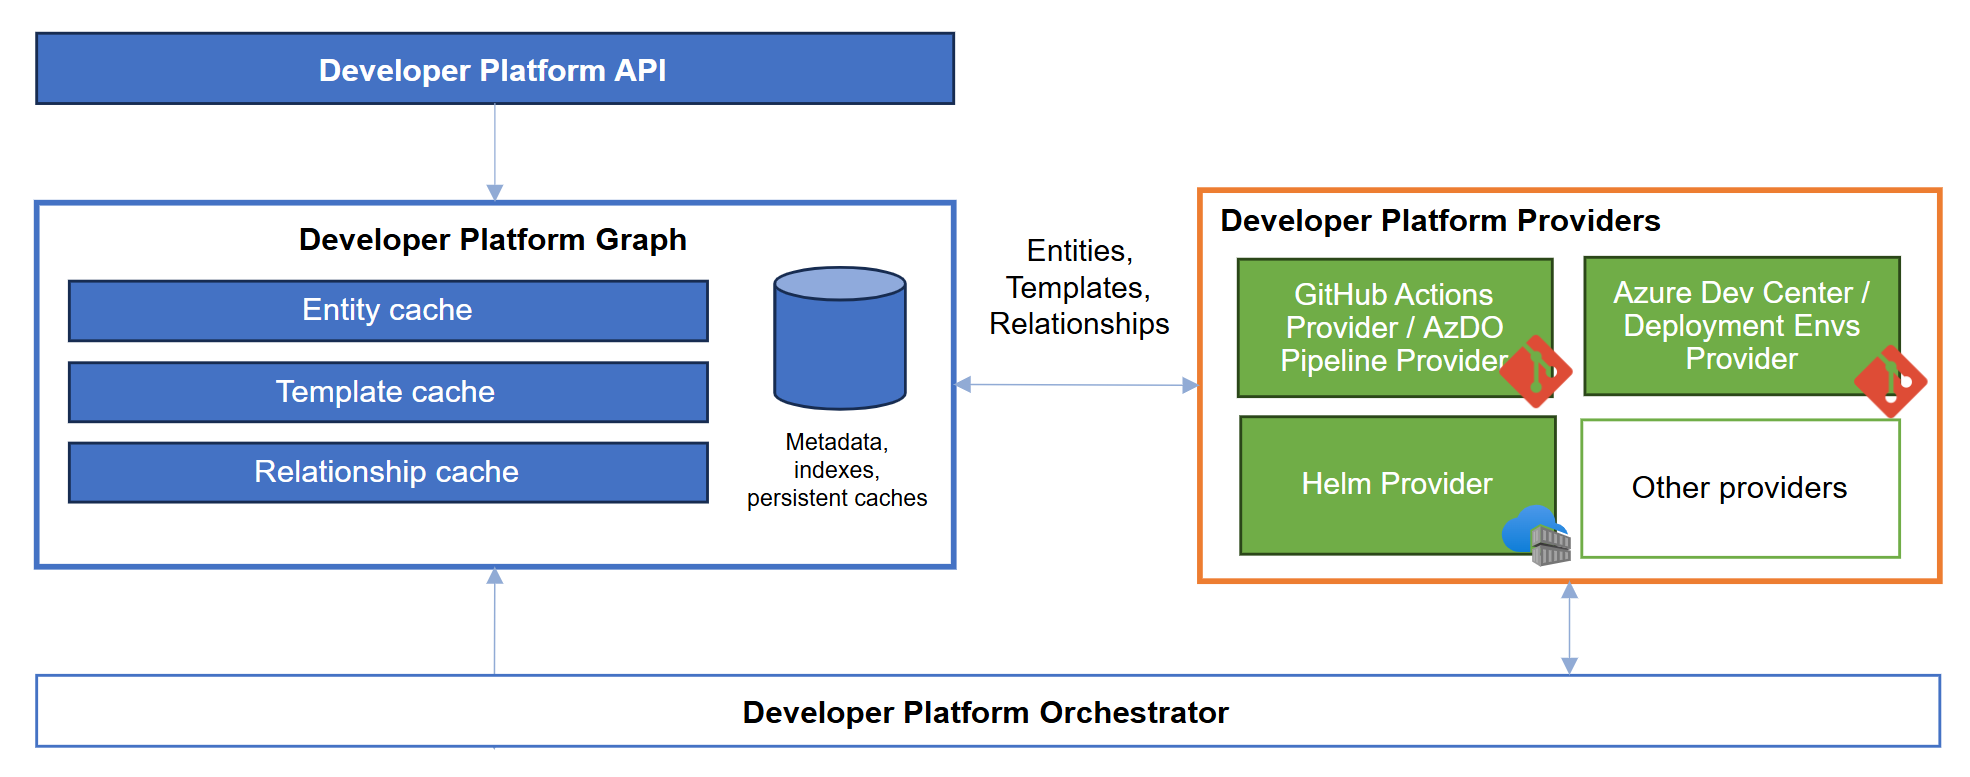 Developer Platform API
Developer Platform Graph
Entity cache
Template cache
Relationship cache
Metadata,
indexes,
persistent caches
Entities,
Templates,
Relationships
Developer Platform Providers
GitHub Actions
Provider / AzDO
Pipeline Provider
Azure Dev Center /
Deployment Envs
Provider
Helm Provider
Other providers
Developer Platform Orchestrator